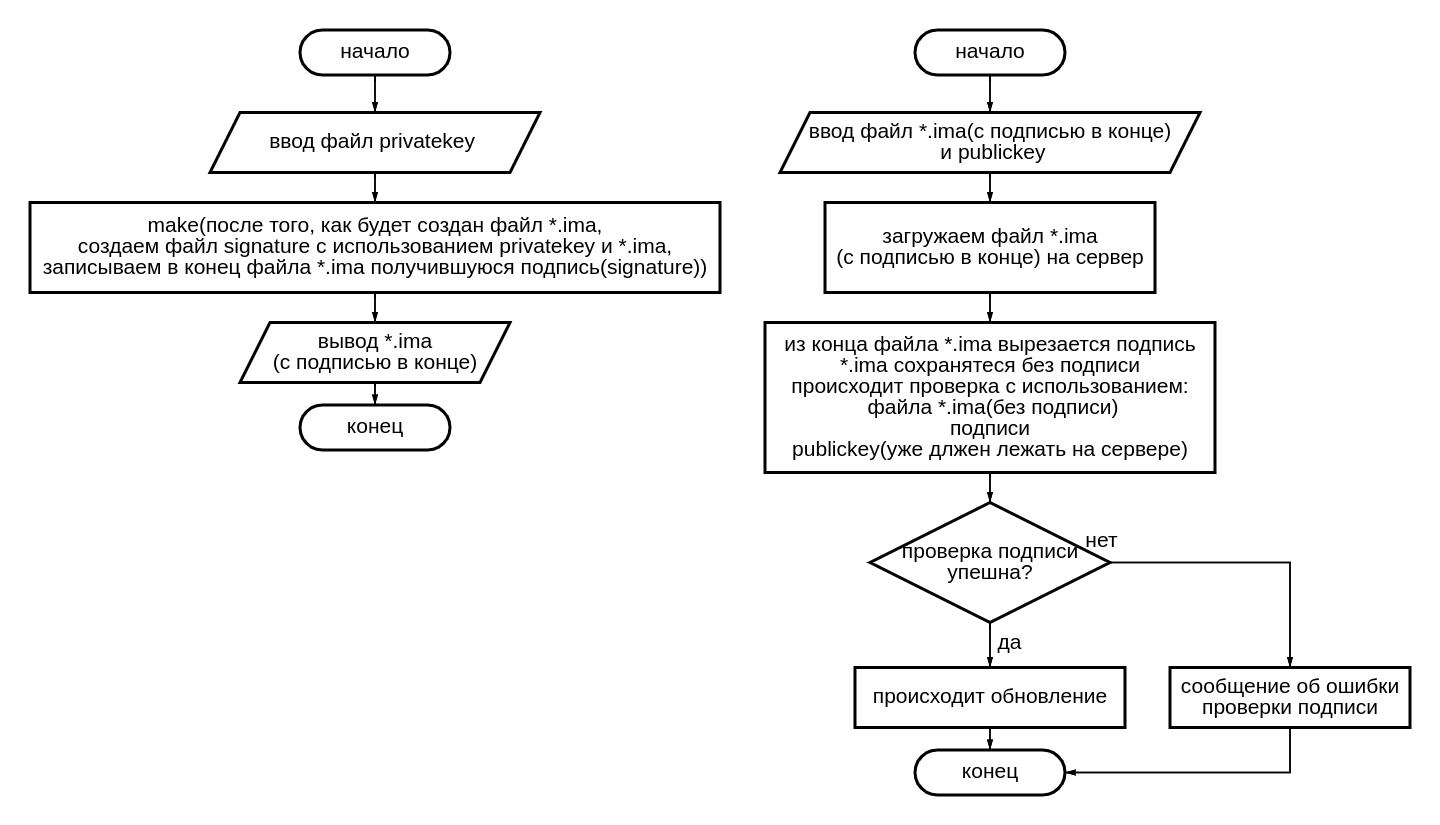 начало
ввод файл privatekey
make(после того, как будет создан файл *.ima,
создаем файл signature с использованием privatekey и *.ima,
записываем в конец файла *.ima получившуюся подпись(signature))
вывод *.ima
(с подписью в конце)
конец
начало
ввод файл *.ima(с подписью в конце)
и publickey
загружаем файл *.ima
(с подписью в конце) на сервер
из конца файла *.ima вырезается подпись
*.ima сохранятеся без подписи
происходит проверка с использованием:
файла *.ima(без подписи)
подписи
publickey(уже длжен лежать на сервере)
проверка подписи
упешна?
нет
да
происходит обновление
сообщение об ошибки
проверки подписи
конец